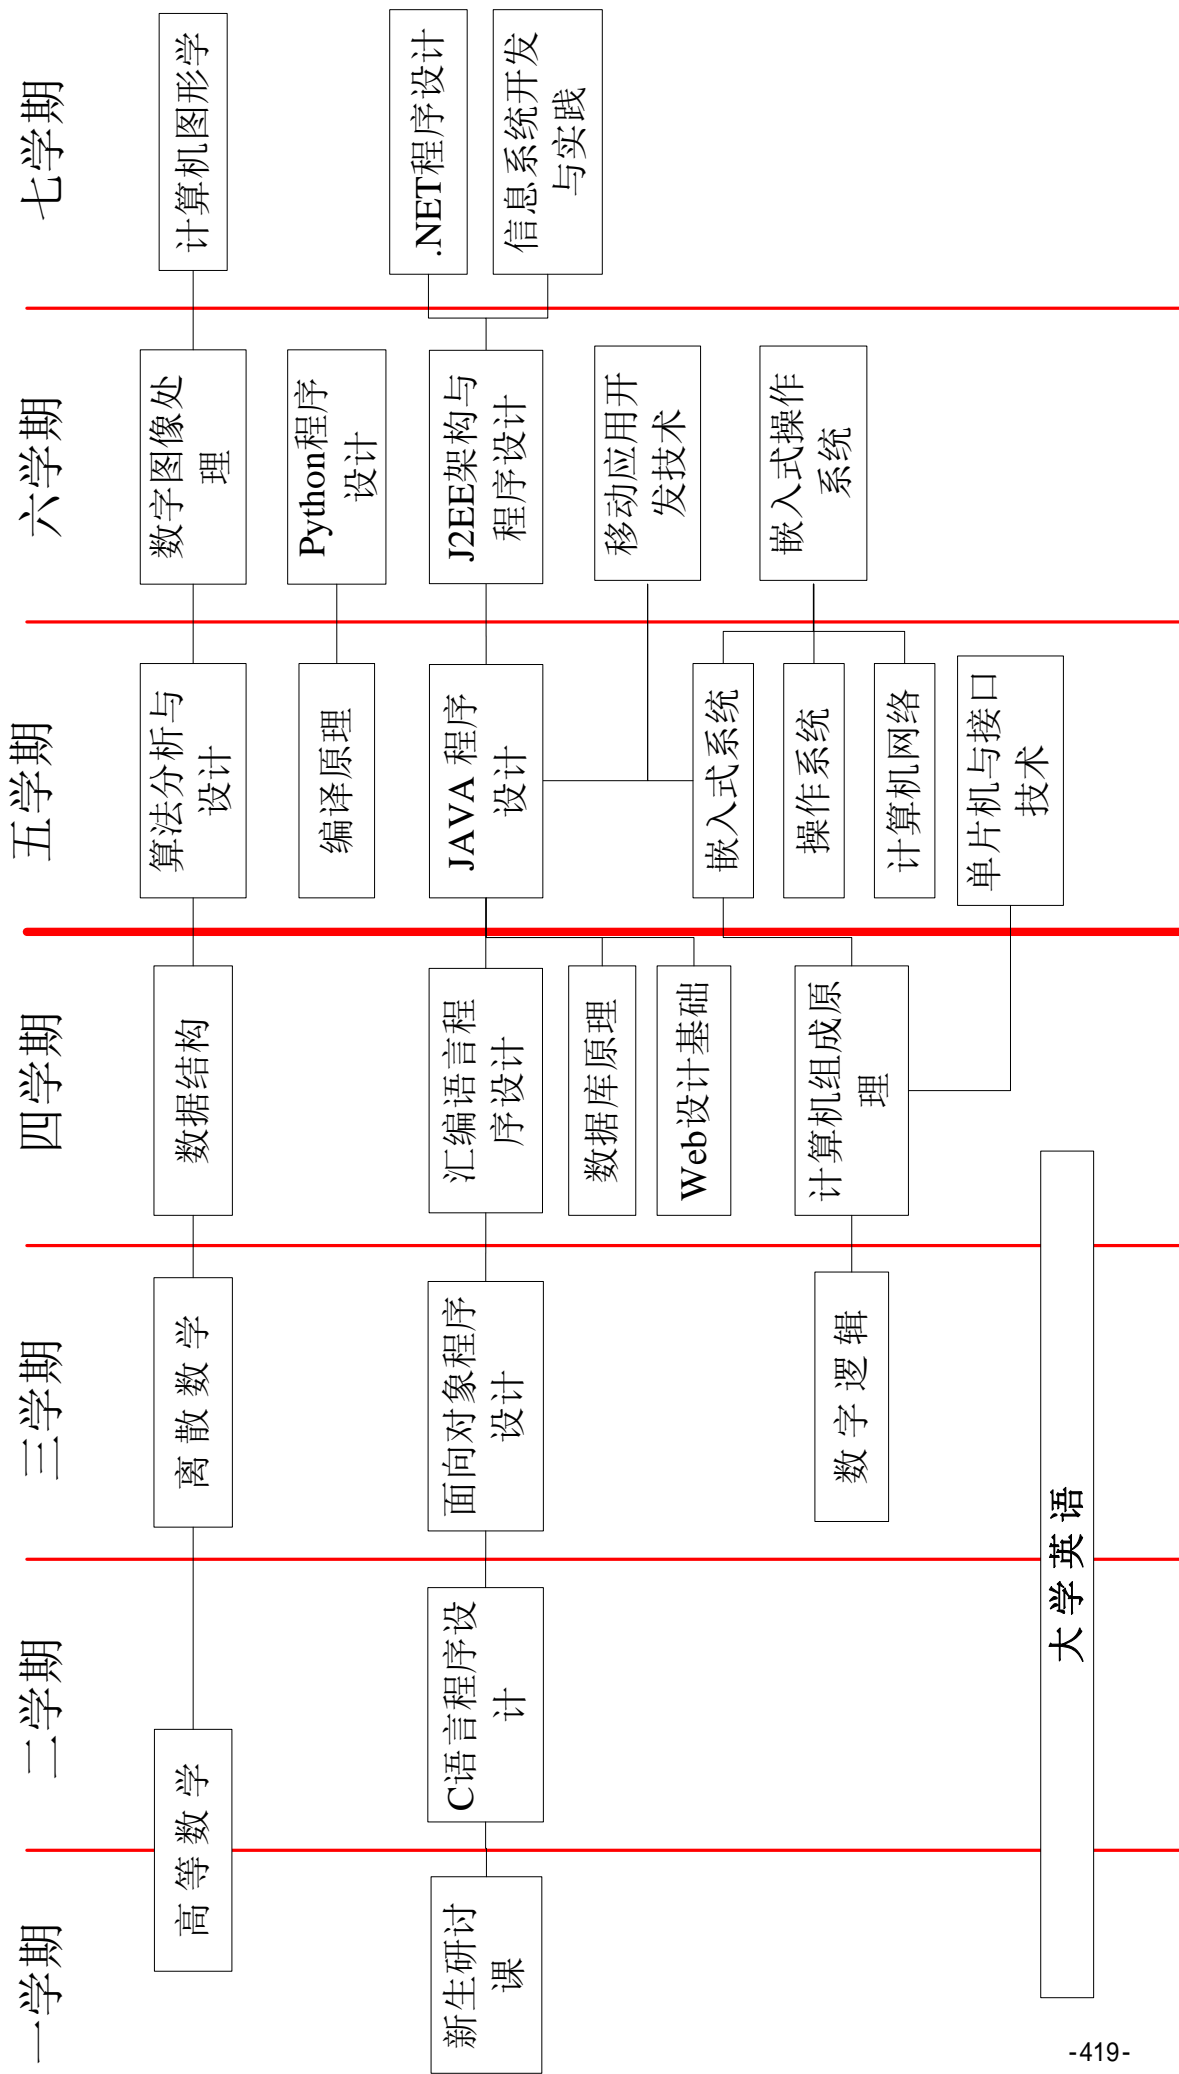 一学期
二学期
三学期
四学期
五学期
六学期
七学期
高 等 数 学
离 散 数 学
数据结构
算法分析与
设计
数字图像处
理
计算机图形学
编译原理
Python程序
设计
新生研讨
课
C语言程序设
计
面向对象程序
设计
汇编语言程
序设计
JAVA 程序
设计
J2EE架构与
程序设计
.NET程序设计
信息系统开发
与实践
数据库原理
Web设计基础
移动应用开
发技术
数 字 逻 辑
计算机组成原
理
嵌入式系统
操作系统
计算机网络
嵌入式操作
系统
单片机与接口
技术
大 学 英 语
-419-